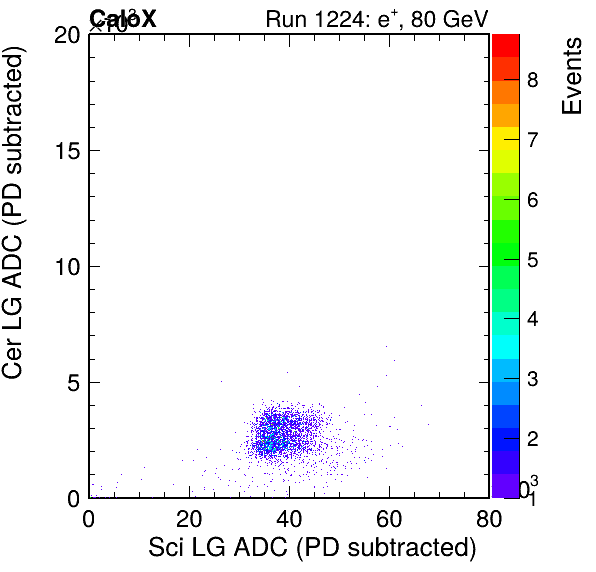 CaloX Run 1224: e⁺, 80 GeV
×10³
Cer LG ADC (PD subtracted)
20
15
10
5
0
0 20 40 60 80
Sci LG ADC (PD subtracted)
Events
8
7
6
5
4
3
2
1